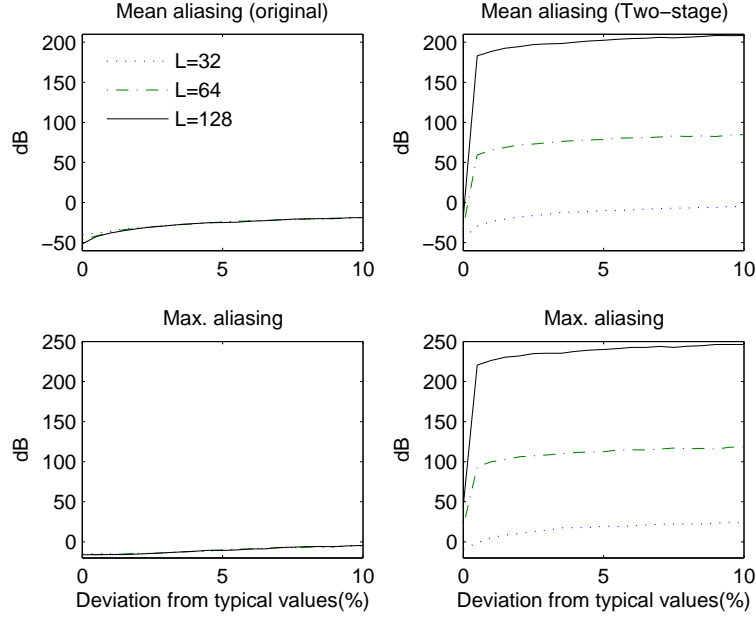 Mean aliasing (original)
200
150
100
50
0
−50
dB
L=32
L=64
L=128
0
5
10
Mean aliasing (Two−stage)
200
150
100
50
0
−50
dB
0
5
10
Max. aliasing
250
200
150
100
50
0
dB
0
5
10
Deviation from typical values(%)
Max. aliasing
250
200
150
100
50
0
dB
0
5
10
Deviation from typical values(%)